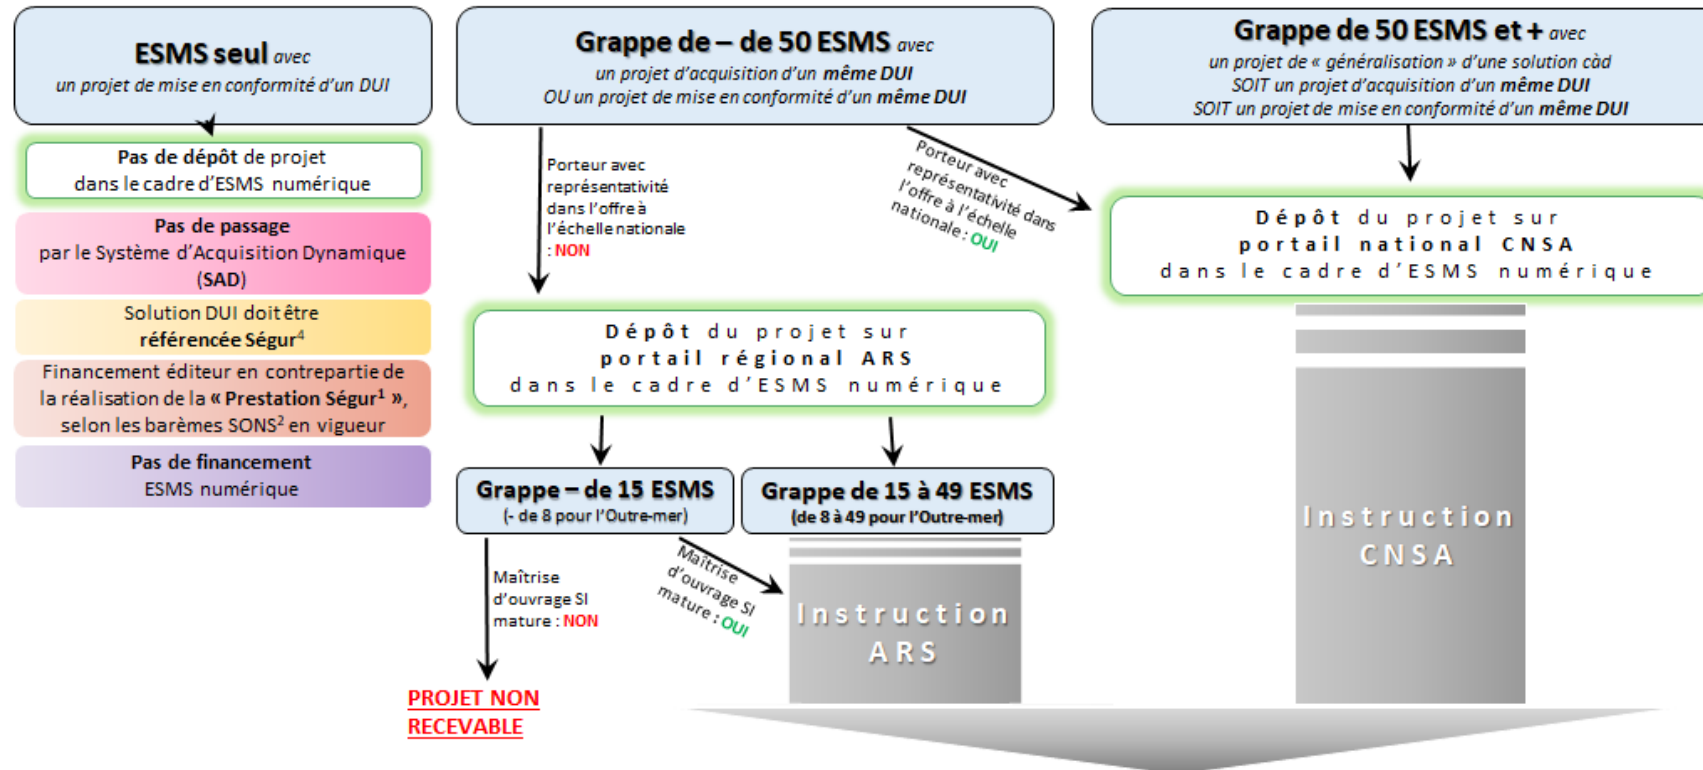 ESMS seul avec
un projet de mise en conformité d'un DUI
Pas de dépôt de projet
dans le cadre d'ESMS numérique
Pas de passage
par le Système d'Acquisition Dynamique
(SAD)
Solution DUI doit être
référencée Ségur⁴
Financement éditeur en contrepartie de
la réalisation de la « Prestation Ségur¹ »,
selon les barèmes SONS² en vigueur
Pas de financement
ESMS numérique
Grappe de – de 50 ESMS avec
un projet d'acquisition d'un même DUI
OU un projet de mise en conformité d'un même DUI
Porteur avec
représentativité
dans l'offre à
l'échelle nationale
: NON
Porteur avec
représentativité dans
l'offre à l'échelle
nationale : OUI
Dépôt du projet sur
portail régional ARS
dans le cadre d'ESMS numérique
Grappe – de 15 ESMS
(- de 8 pour l'Outre-mer)
Grappe de 15 à 49 ESMS
(de 8 à 49 pour l'Outre-mer)
Maîtrise
d'ouvrage SI
mature : NON
Maîtrise
d'ouvrage SI
mature : OUI
PROJET NON
RECEVABLE
Instruction
ARS
Grappe de 50 ESMS et + avec
un projet de « généralisation » d'une solution càd
SOIT un projet d'acquisition d'un même DUI
SOIT un projet de mise en conformité d'un même DUI
Dépôt du projet sur
portail national CNSA
dans le cadre d'ESMS numérique
Instruction
CNSA